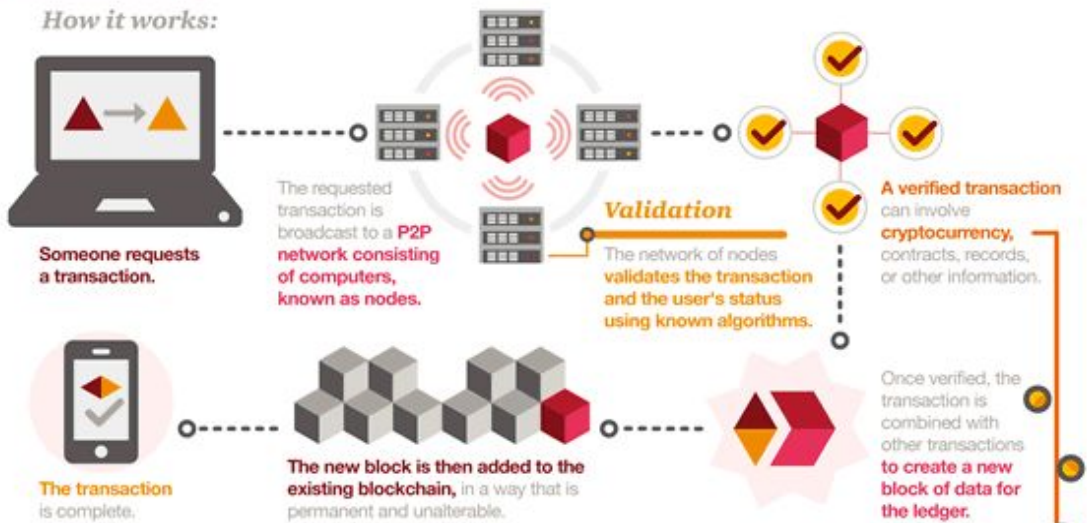 How it works:
Someone requests
a transaction.
The requested
transaction is
broadcast to a P2P
network consisting
of computers,
known as nodes.
Validation
The network of nodes
validates the transaction
and the user's status
using known algorithms.
A verified transaction
can involve
cryptocurrency,
contracts, records,
or other information.
Once verified, the
transaction is
combined with
other transactions
to create a new
block of data for
the ledger.
The new block is then added to the
existing blockchain, in a way that is
permanent and unalterable.
The transaction
is complete.